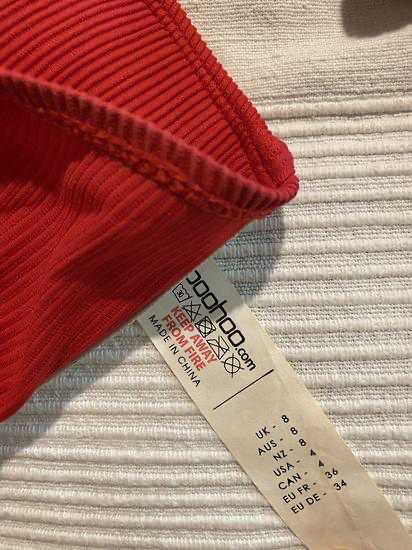 boohoo.com
30
KEEP AWAY
FROM FIRE
MADE IN CHINA
UK - 8
AUS - 8
NZ - 8
USA - 4
CAN - 4
EU FR - 36
EU DE - 34